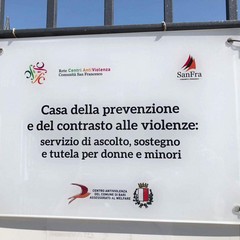 Rete Centri AntiViolenza
Comunità San Francesco
SanFra
Casa della prevenzione
e del contrasto alle violenze:
servizio di ascolto, sostegno
e tutela per donne e minori
CENTRO ANTIVIOLENZA
DEL COMUNE DI BARI
ASSESSORATO AL WELFARE